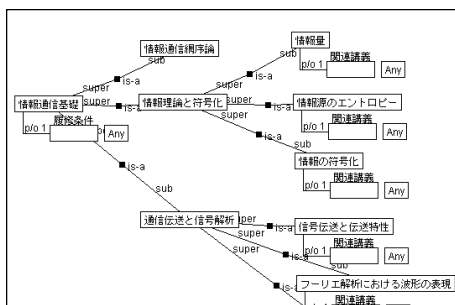 情報通信網序論
sub
情報量
関連講義
p/o 1
Any
super
is-a
super
is-a
情報通信基礎
super
is-a
情報理論と符号化
super
is-a
情報源のエントロピー
履修条件
p/o 1
Any
super
関連講義
p/o 1
Any
is-a
sub
情報の符号化
is-a
関連講義
p/o 1
Any
sub
通信伝送と信号解析
super
is-a
信号伝送と伝送特性
super
関連講義
p/o 1
Any
super
is-a
sub
フーリエ解析における波形の表現
is-a
関連講義
Any